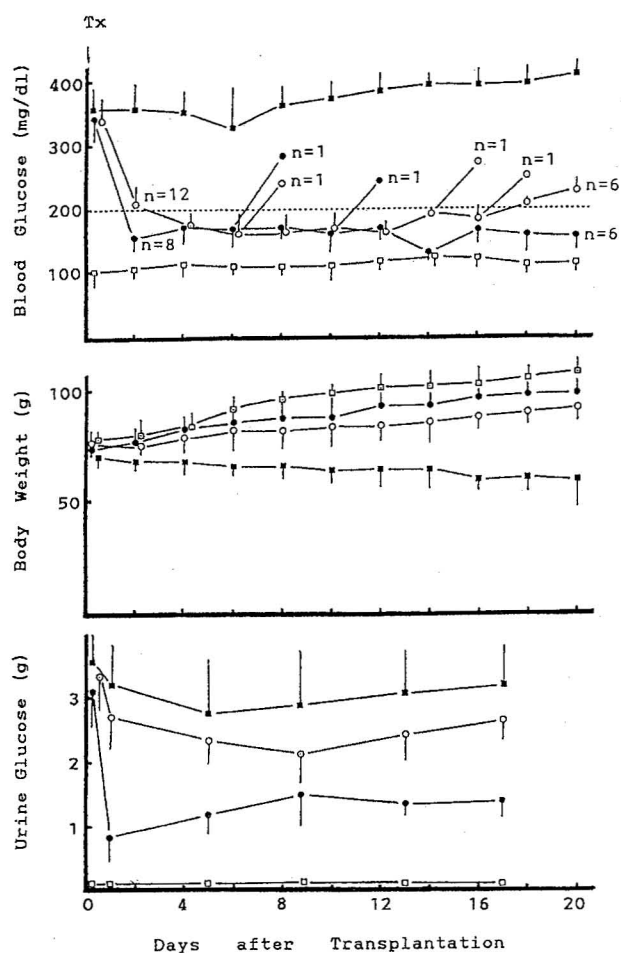 Tx
Blood Glucose (mg/dl)
400
300
200
100
n=12
n=8
n=1
n=1
n=1
n=1
n=1
n=6
n=6
Body Weight (g)
100
50
Urine Glucose (g)
3
2
1
0 4 8 12 16 20
Days after Transplantation